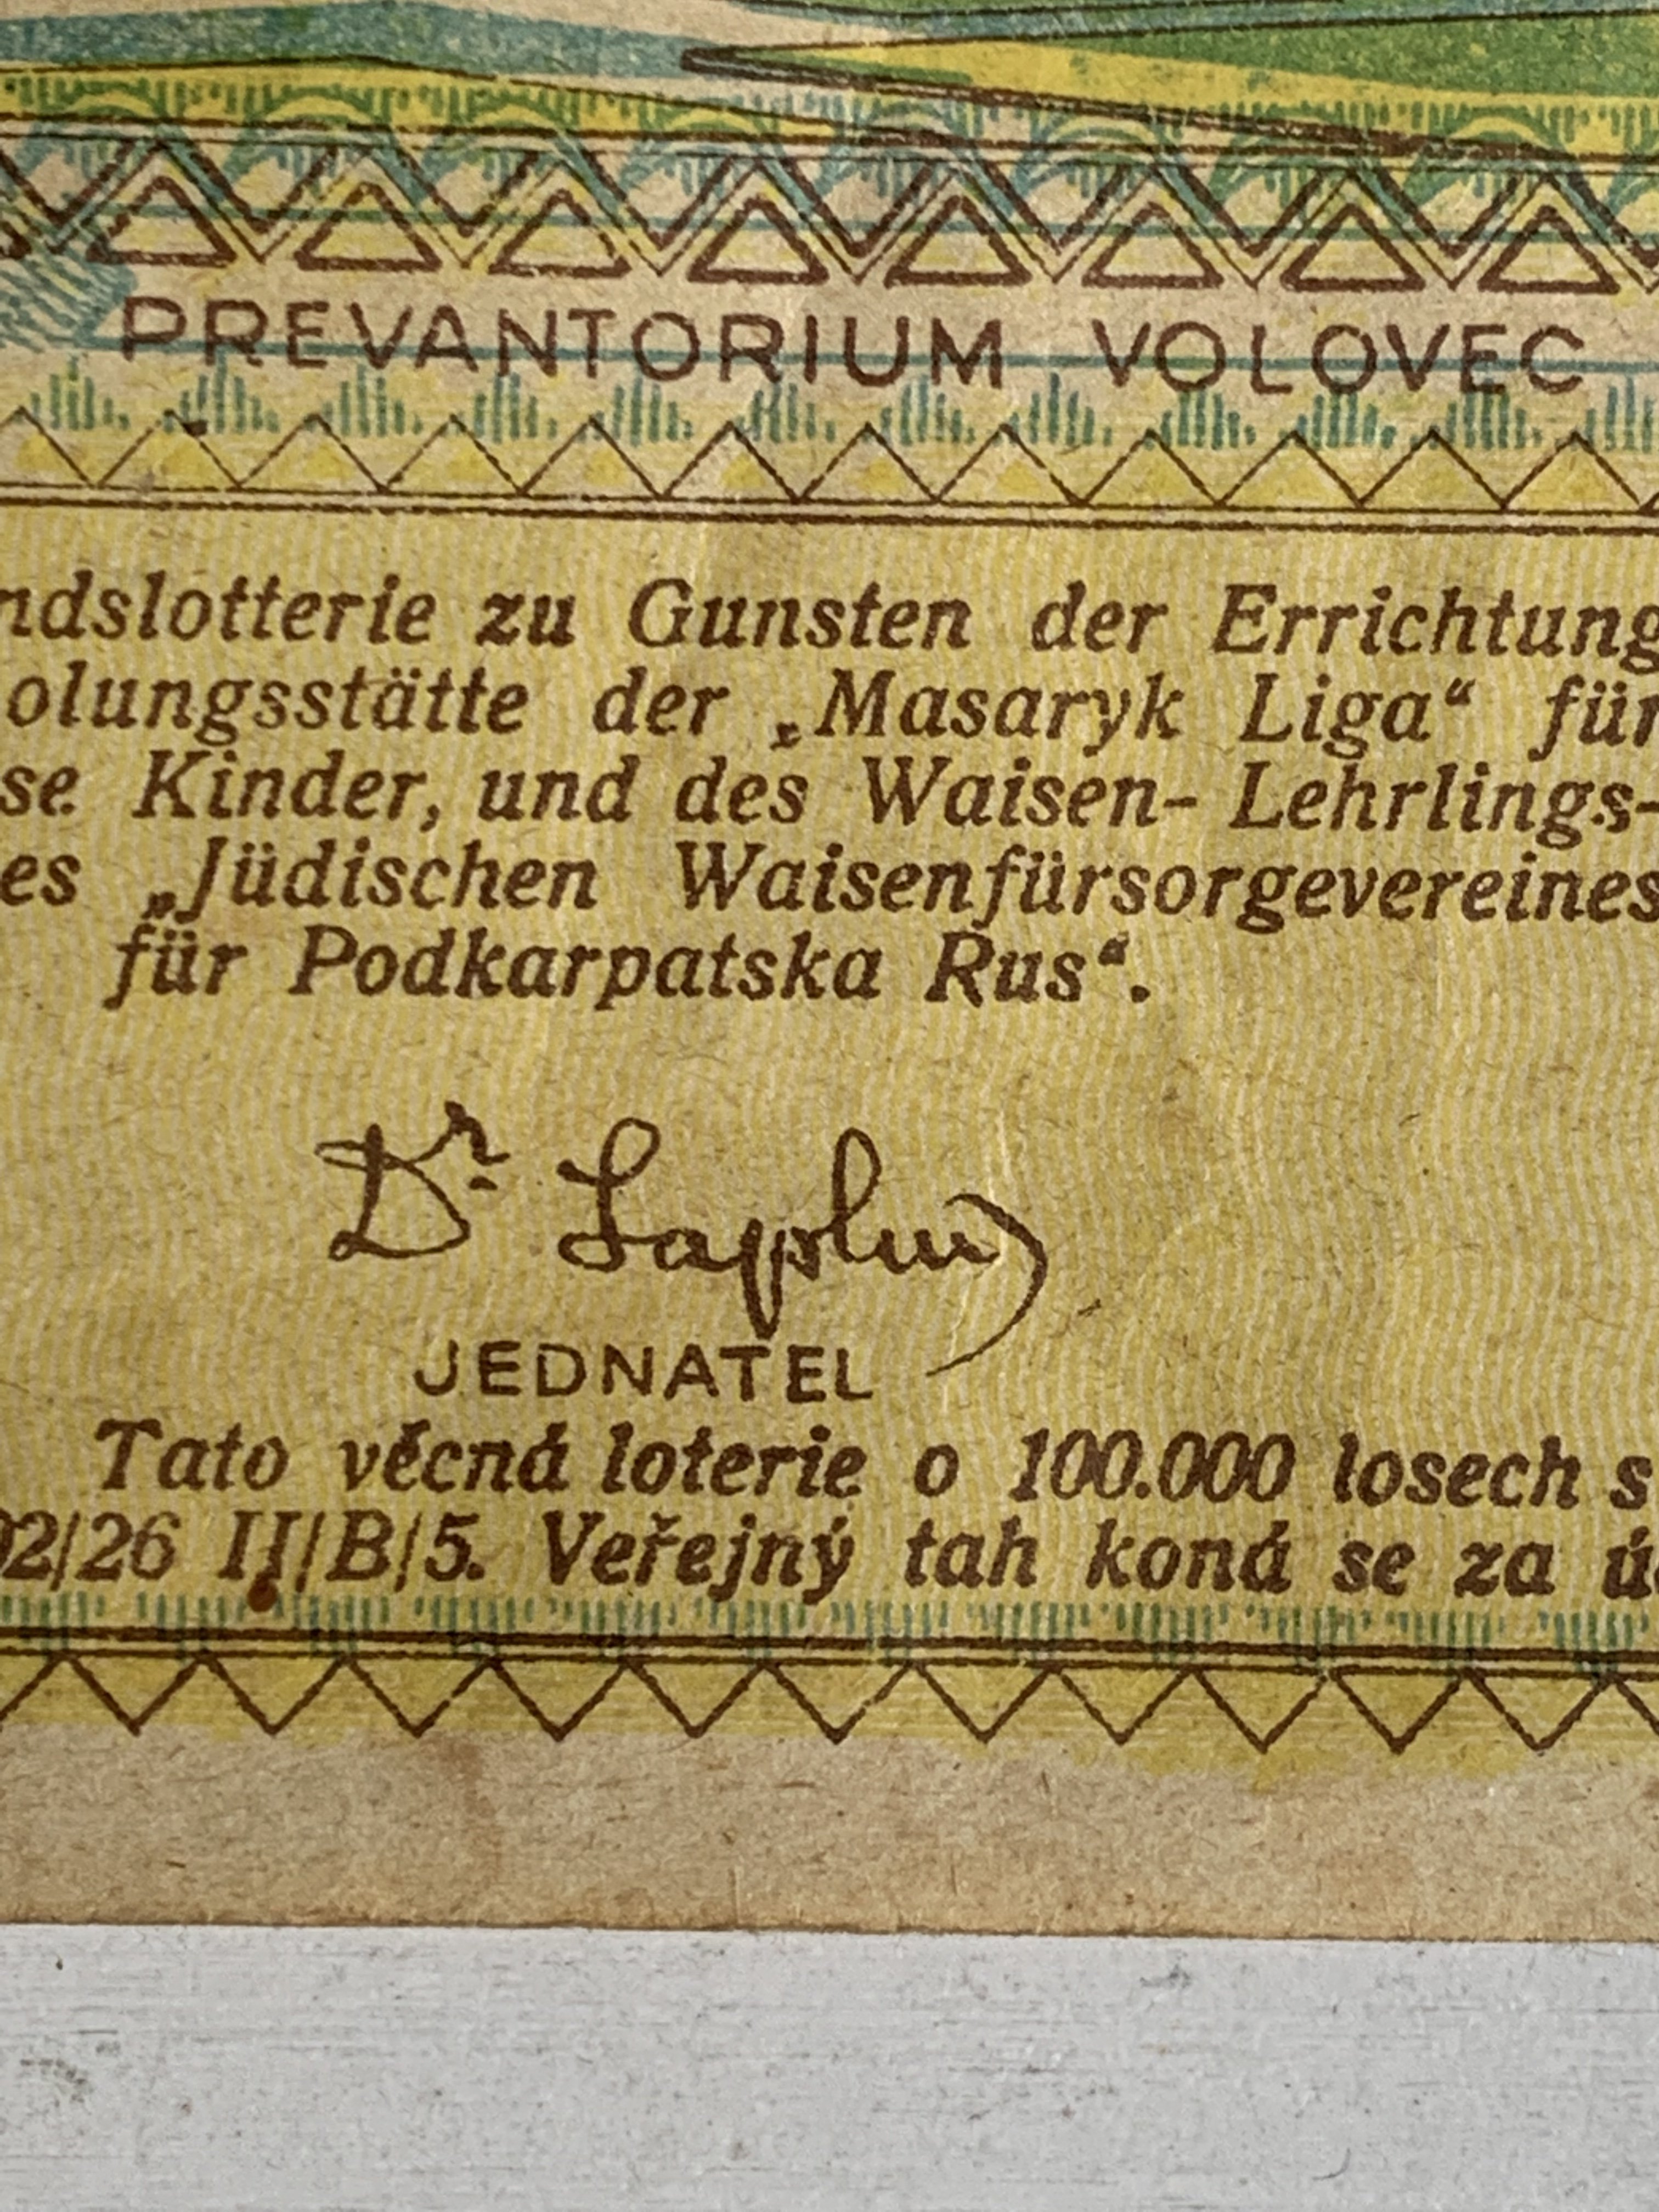 PREVANTORIUM VOLOVEC
ndslotterie zu Gunsten der Errichtung
olungsstätte der „Masaryk Liga“ für
se Kinder, und des Waisen- Lehrlings-
es „Jüdischen Waisenfürsorgevereines
für Podkarpatska Rus“.
Dr
JEDNATEL
Tato věcná loterie o 100.000 losech s
02/26 II/B/5. Veřejný tah koná se za ú